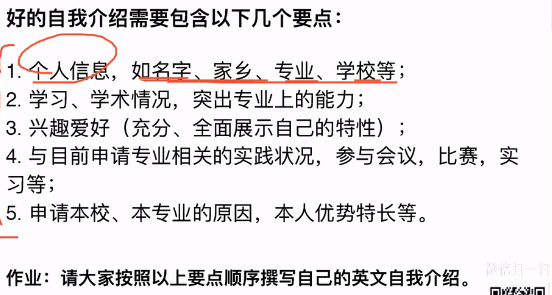 好的自我介绍需要包含以下几个要点：
1. 个人信息，如名字、家乡、专业、学校等；
2. 学习、学术情况，突出专业上的能力；
3. 兴趣爱好（充分、全面展示自己的特性）；
4. 与目前申请专业相关的实践状况，参与会议，比赛，实
习等；
5. 申请本校、本专业的原因，本人优势特长等。
作业：请大家按照以上要点顺序撰写自己的英文自我介绍。